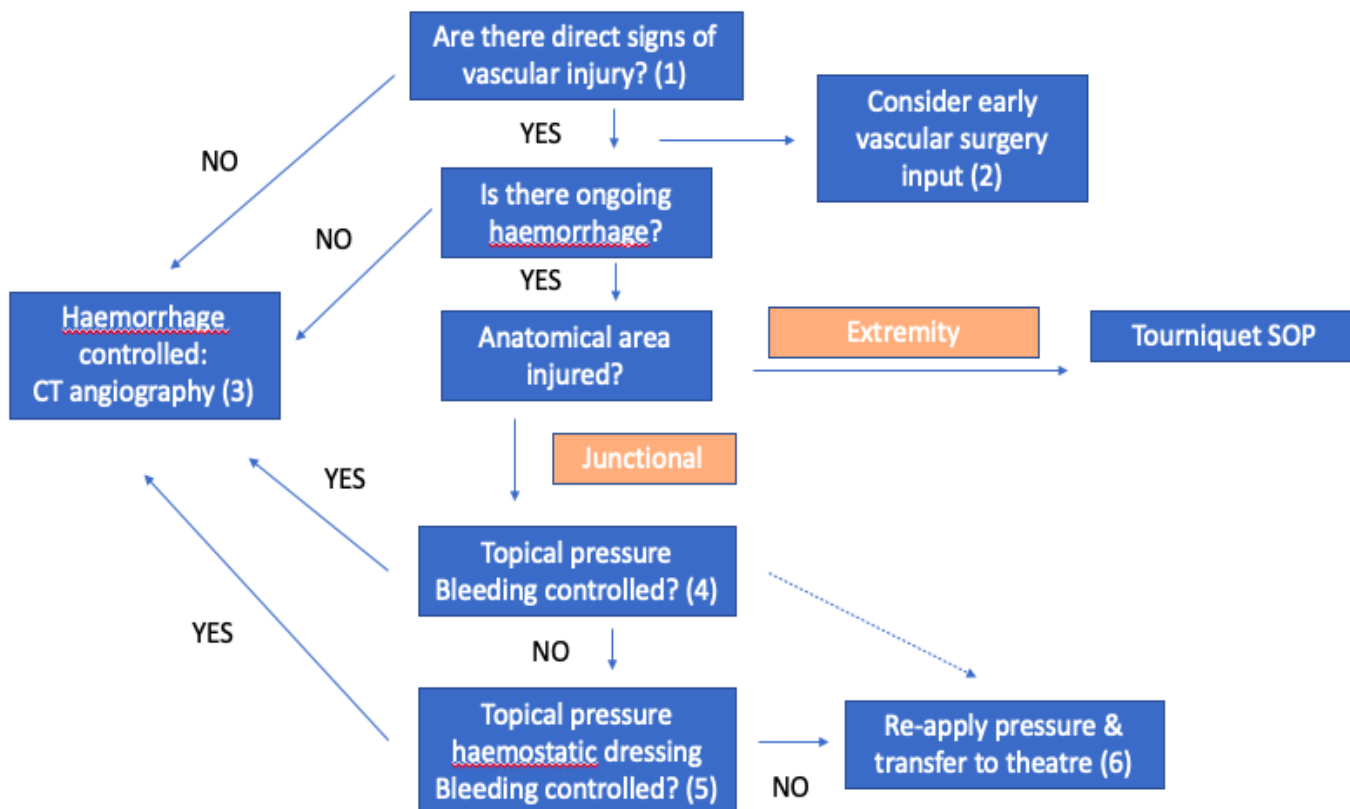 Are there direct signs of
vascular injury? (1)
Consider early
vascular surgery
input (2)
YES
NO
Is there ongoing
haemorrhage?
NO
YES
Haemorrhage
controlled:
CT angiography (3)
Anatomical area
injured?
Extremity
Tourniquet SOP
Junctional
YES
Topical pressure
Bleeding controlled? (4)
YES
NO
Topical pressure
haemostatic dressing
Bleeding controlled? (5)
NO
Re-apply pressure &
transfer to theatre (6)